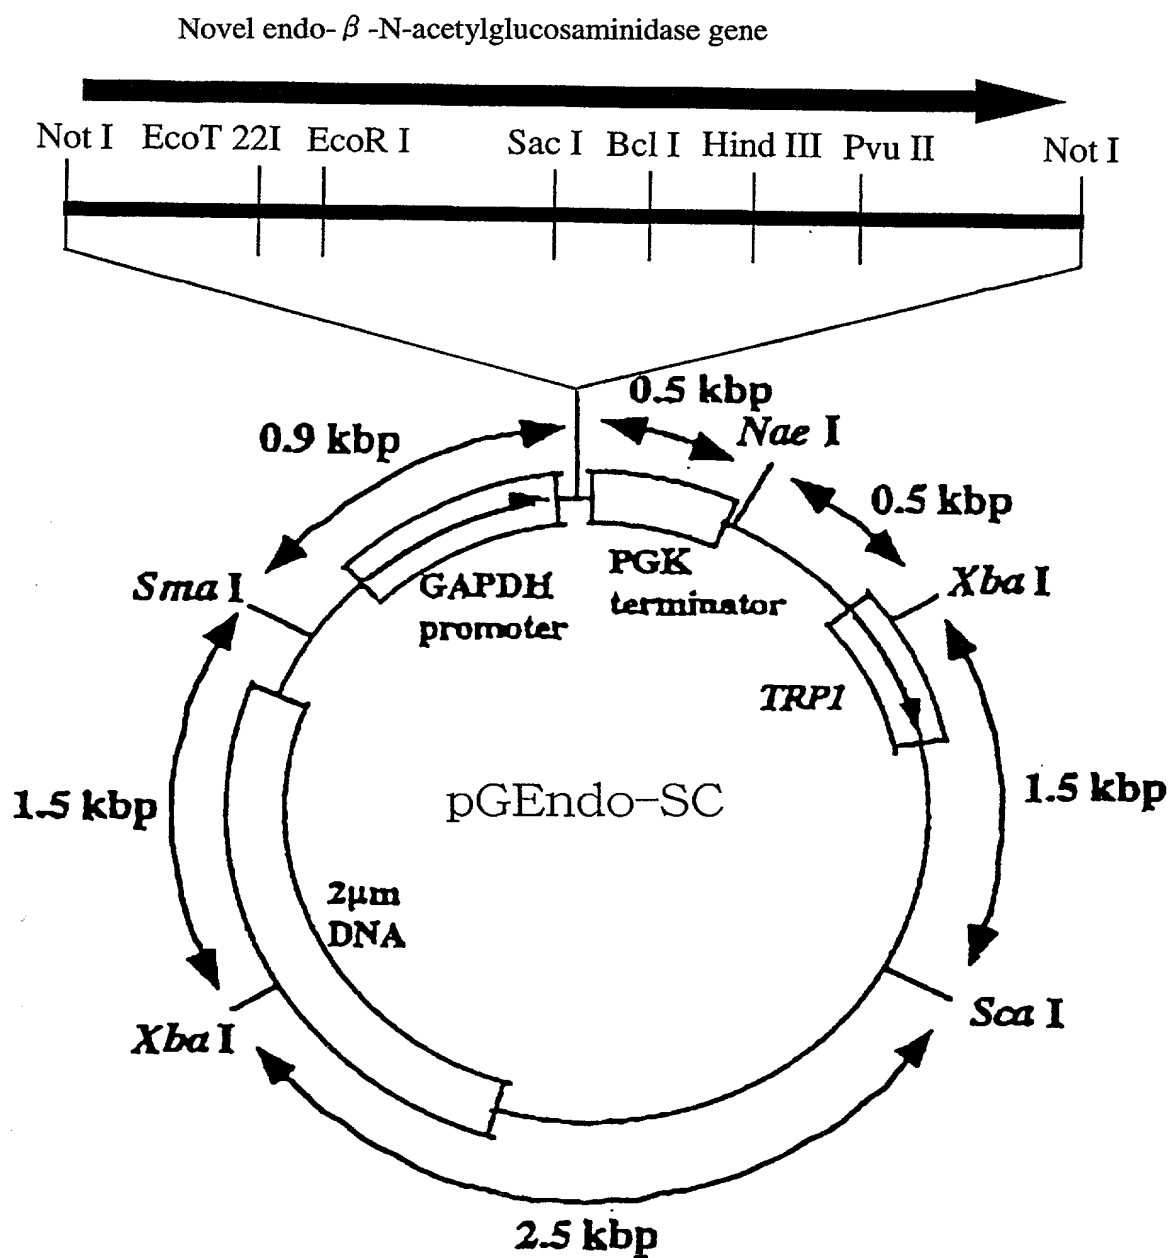 Novel endo-β-N-acetylglucosaminidase gene
Not I EcoT 22I EcoR I Sac I Bcl I Hind III Pvu II Not I
0.5 kbp
0.9 kbp
Nae I
0.5 kbp
Sma I
GAPDH
promoter
PGK
terminator
Xba I
TRP1
1.5 kbp
pGEndo-SC
1.5 kbp
2μm
DNA
Xba I
Sca I
2.5 kbp